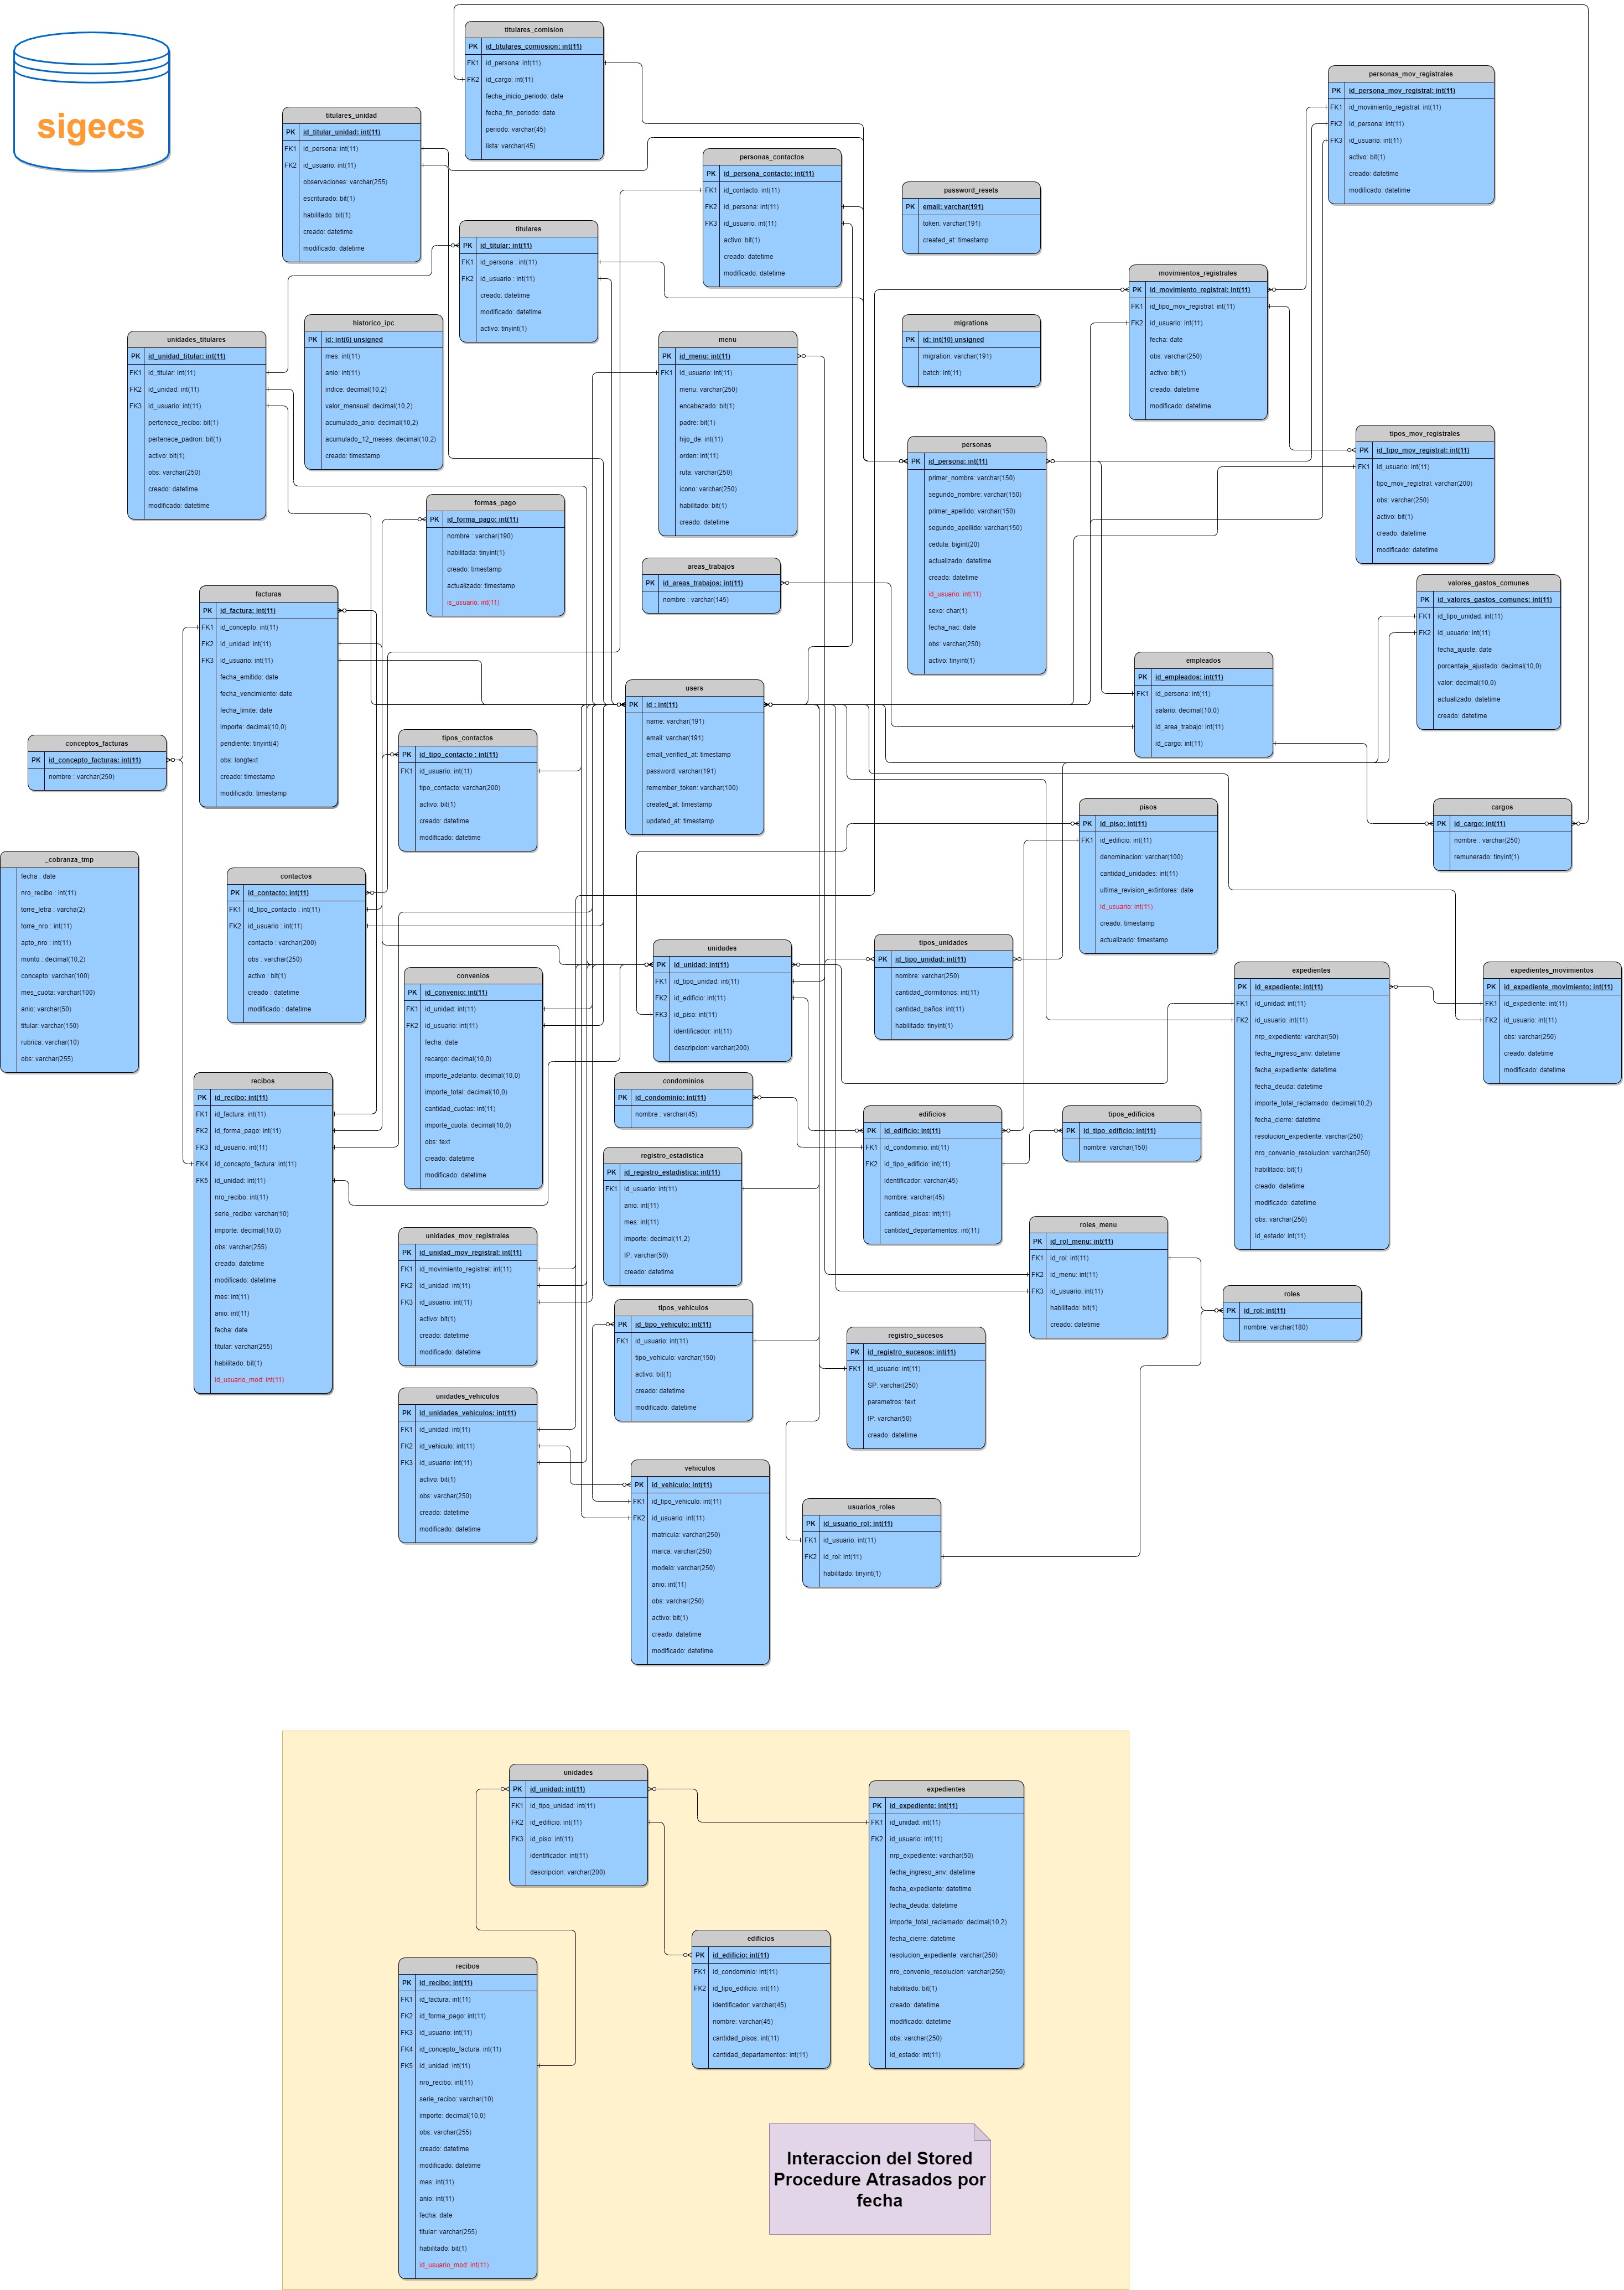 sigecs
titulares_comision
PK id_titulares_comiosion: int(11)
FK1 id_persona: int(11)
FK2 id_cargo: int(11)
fecha_inicio_periodo: date
fecha_fin_periodo: date
periodo: varchar(45)
lista: varchar(45)
personas_mov_registrales
PK id_persona_mov_registral: int(11)
FK1 id_movimiento_registral: int(11)
FK2 id_persona: int(11)
FK3 id_usuario: int(11)
activo: bit(1)
creado: datetime
modificado: datetime
titulares_unidad
PK id_titular_unidad: int(11)
FK1 id_persona: int(11)
FK2 id_usuario: int(11)
observaciones: varchar(255)
escriturado: bit(1)
habilitado: bit(1)
creado: datetime
modificado: datetime
personas_contactos
PK id_persona_contacto: int(11)
FK1 id_contacto: int(11)
FK2 id_persona: int(11)
FK3 id_usuario: int(11)
activo: bit(1)
creado: datetime
modificado: datetime
password_resets
PK email: varchar(191)
token: varchar(191)
created_at: timestamp
titulares
PK id_titular: int(11)
FK1 id_persona : int(11)
FK2 id_usuario : int(11)
creado: datetime
modificado: datetime
activo: tinyint(1)
movimientos_registrales
PK id_movimiento_registral: int(11)
FK1 id_tipo_mov_registral: int(11)
FK2 id_usuario: int(11)
fecha: date
obs: varchar(250)
activo: bit(1)
creado: datetime
modificado: datetime
historico_ipc
PK id: int(6) unsigned
mes: int(11)
anio: int(11)
indice: decimal(10,2)
valor_mensual: decimal(10,2)
acumulado_anio: decimal(10,2)
acumulado_12_meses: decimal(10,2)
creado: timestamp
migrations
PK id: int(10) unsigned
migration: varchar(191)
batch: int(11)
unidades_titulares
PK id_unidad_titular: int(11)
FK1 id_titular: int(11)
FK2 id_unidad: int(11)
FK3 id_usuario: int(11)
pertenece_recibo: bit(1)
pertenece_padron: bit(1)
activo: bit(1)
obs: varchar(250)
creado: datetime
modificado: datetime
menu
PK id_menu: int(11)
FK1 id_usuario: int(11)
menu: varchar(250)
encabezado: bit(1)
padre: bit(1)
hijo_de: int(11)
orden: int(11)
ruta: varchar(250)
icono: varchar(250)
habilitado: bit(1)
creado: datetime
tipos_mov_registrales
PK id_tipo_mov_registral: int(11)
FK1 id_usuario: int(11)
tipo_mov_registral: varchar(200)
obs: varchar(250)
activo: bit(1)
creado: datetime
modificado: datetime
personas
PK id_persona: int(11)
primer_nombre: varchar(150)
segundo_nombre: varchar(150)
primer_apellido: varchar(150)
segundo_apellido: varchar(150)
cedula: bigint(20)
actualizado: datetime
creado: datetime
id_usuario: int(11)
sexo: char(1)
fecha_nac: date
obs: varchar(250)
activo: tinyint(1)
formas_pago
PK id_forma_pago: int(11)
nombre : varchar(190)
habilitada: tinyint(1)
creado: timestamp
actualizado: timestamp
is_usuario: int(11)
areas_trabajos
PK id_areas_trabajos: int(11)
nombre : varchar(145)
valores_gastos_comunes
PK id_valores_gastos_comunes: int(11)
FK1 id_tipo_unidad: int(11)
FK2 id_usuario: int(11)
fecha_ajuste: date
porcentaje_ajustado: decimal(10,0)
valor: decimal(10,0)
actualizado: datetime
creado: datetime
facturas
PK id_factura: int(11)
FK1 id_concepto: int(11)
FK2 id_unidad: int(11)
FK3 id_usuario: int(11)
fecha_emitido: date
fecha_vencimiento: date
fecha_limite: date
importe: decimal(10,0)
pendiente: tinyint(4)
obs: longtext
creado: timestamp
modificado: timestamp
empleados
PK id_empleados: int(11)
FK1 id_persona: int(11)
salario: decimal(10,0)
id_area_trabajo: int(11)
id_cargo: int(11)
users
PK id : int(11)
name: varchar(191)
email: varchar(191)
email_verified_at: timestamp
password: varchar(191)
remember_token: varchar(100)
created_at: timestamp
updated_at: timestamp
conceptos_facturas
PK id_concepto_facturas: int(11)
nombre : varchar(250)
tipos_contactos
PK id_tipo_contacto : int(11)
FK1 id_usuario: int(11)
tipo_contacto: varchar(200)
activo: bit(1)
creado: datetime
modificado: datetime
pisos
PK id_piso: int(11)
FK1 id_edificio: int(11)
denominacion: varchar(100)
cantidad_unidades: int(11)
ultima_revision_extintores: date
id_usuario: int(11)
creado: timestamp
actualizado: timestamp
cargos
PK id_cargo: int(11)
nombre : varchar(250)
remunerado: tinyint(1)
_cobranza_tmp
fecha : date
nro_recibo : int(11)
torre_letra : varcha(2)
torre_nro : int(11)
apto_nro : int(11)
monto : decimal(10,2)
concepto: varchar(100)
mes_cuota: varchar(100)
anio: varchar(50)
titular: varchar(150)
rubrica: varchar(10)
obs: varchar(255)
contactos
PK id_contacto: int(11)
FK1 id_tipo_contacto : int(11)
FK2 id_usuario : int(11)
contacto : varchar(200)
obs : varchar(250)
activo : bit(1)
creado : datetime
modificado : datetime
unidades
PK id_unidad: int(11)
FK1 id_tipo_unidad: int(11)
FK2 id_edificio: int(11)
FK3 id_piso: int(11)
identificador: int(11)
descripcion: varchar(200)
tipos_unidades
PK id_tipo_unidad: int(11)
nombre: varchar(250)
cantidad_dormitorios: int(11)
cantidad_baños: int(11)
habilitado: tinyint(1)
expedientes
PK id_expediente: int(11)
FK1 id_unidad: int(11)
FK2 id_usuario: int(11)
nrp_expediente: varchar(50)
fecha_ingreso_anv: datetime
fecha_expediente: datetime
fecha_deuda: datetime
importe_total_reclamado: decimal(10,2)
fecha_cierre: datetime
resolucion_expediente: varchar(250)
nro_convenio_resolucion: varchar(250)
habilitado: bit(1)
creado: datetime
modificado: datetime
obs: varchar(250)
id_estado: int(11)
expedientes_movimientos
PK id_expediente_movimiento: int(11)
FK1 id_expediente: int(11)
FK2 id_usuario: int(11)
obs: varchar(250)
creado: datetime
modificado: datetime
convenios
PK id_convenio: int(11)
FK1 id_unidad: int(11)
FK2 id_usuario: int(11)
fecha: date
recargo: decimal(10,0)
importe_adelanto: decimal(10,0)
importe_total: decimal(10,0)
cantidad_cuotas: int(11)
importe_cuota: decimal(10,0)
obs: text
creado: datetime
modificado: datetime
recibos
PK id_recibo: int(11)
FK1 id_factura: int(11)
FK2 id_forma_pago: int(11)
FK3 id_usuario: int(11)
FK4 id_concepto_factura: int(11)
FK5 id_unidad: int(11)
nro_recibo: int(11)
serie_recibo: varchar(10)
importe: decimal(10,0)
obs: varchar(255)
creado: datetime
modificado: datetime
mes: int(11)
anio: int(11)
fecha: date
titular: varchar(255)
habilitado: bit(1)
id_usuario_mod: int(11)
condominios
PK id_condominio: int(11)
nombre : varchar(45)
edificios
PK id_edificio: int(11)
FK1 id_condominio: int(11)
FK2 id_tipo_edificio: int(11)
identificador: varchar(45)
nombre: varchar(45)
cantidad_pisos: int(11)
cantidad_departamentos: int(11)
tipos_edificios
PK id_tipo_edificio: int(11)
nombre: varchar(150)
registro_estadistica
PK id_registro_estadistica: int(11)
FK1 id_usuario: int(11)
anio: int(11)
mes: int(11)
importe: decimal(11,2)
IP: varchar(50)
creado: datetime
roles_menu
PK id_rol_menu: int(11)
FK1 id_rol: int(11)
FK2 id_menu: int(11)
FK3 id_usuario: int(11)
habilitado: bit(1)
creado: datetime
unidades_mov_registrales
PK id_unidad_mov_registral: int(11)
FK1 id_movimiento_registral: int(11)
FK2 id_unidad: int(11)
FK3 id_usuario: int(11)
activo: bit(1)
creado: datetime
modificado: datetime
roles
PK id_rol: int(11)
nombre: varchar(180)
tipos_vehiculos
PK id_tipo_vehiculo: int(11)
FK1 id_usuario: int(11)
tipo_vehiculo: varchar(150)
activo: bit(1)
creado: datetime
modificado: datetime
registro_sucesos
PK id_registro_sucesos: int(11)
FK1 id_usuario: int(11)
SP: varchar(250)
parametros: text
IP: varchar(50)
creado: datetime
unidades_vehiculos
PK id_unidades_vehiculos: int(11)
FK1 id_unidad: int(11)
FK2 id_vehiculo: int(11)
FK3 id_usuario: int(11)
activo: bit(1)
obs: varchar(250)
creado: datetime
modificado: datetime
vehiculos
PK id_vehiculo: int(11)
FK1 id_tipo_vehículo: int(11)
FK2 id_usuario: int(11)
matricula: varchar(250)
marca: varchar(250)
modelo: varchar(250)
anio: int(11)
obs: varchar(250)
activo: bit(1)
creado: datetime
modificado: datetime
usuarios_roles
PK id_usuario_rol: int(11)
FK1 id_usuario: int(11)
FK2 id_rol: int(11)
habilitado: tinyint(1)
unidades
PK id_unidad: int(11)
FK1 id_tipo_unidad: int(11)
FK2 id_edificio: int(11)
FK3 id_piso: int(11)
identificador: int(11)
descripcion: varchar(200)
expedientes
PK id_expediente: int(11)
FK1 id_unidad: int(11)
FK2 id_usuario: int(11)
nrp_expediente: varchar(50)
fecha_ingreso_anv: datetime
fecha_expediente: datetime
fecha_deuda: datetime
importe_total_reclamado: decimal(10,2)
fecha_cierre: datetime
resolucion_expediente: varchar(250)
nro_convenio_resolucion: varchar(250)
habilitado: bit(1)
creado: datetime
modificado: datetime
obs: varchar(250)
id_estado: int(11)
edificios
PK id_edificio: int(11)
FK1 id_condominio: int(11)
FK2 id_tipo_edificio: int(11)
identificador: varchar(45)
nombre: varchar(45)
cantidad_pisos: int(11)
cantidad_departamentos: int(11)
recibos
PK id_recibo: int(11)
FK1 id_factura: int(11)
FK2 id_forma_pago: int(11)
FK3 id_usuario: int(11)
FK4 id_concepto_factura: int(11)
FK5 id_unidad: int(11)
nro_recibo: int(11)
serie_recibo: varchar(10)
importe: decimal(10,0)
obs: varchar(255)
creado: datetime
modificado: datetime
mes: int(11)
anio: int(11)
fecha: date
titular: varchar(255)
habilitado: bit(1)
id_usuario_mod: int(11)
Interaccion del Stored
Procedure Atrasados por
fecha